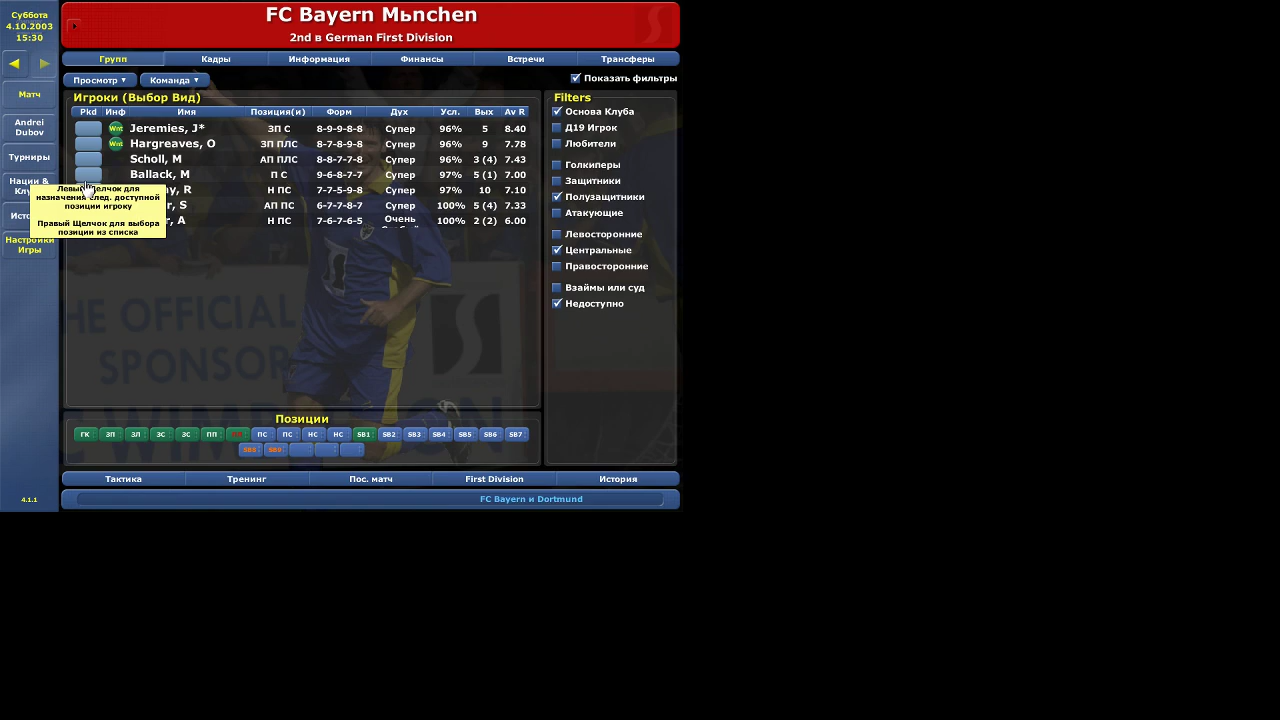 Суббота
4.10.2003
15:30
FC Bayern Мьnchen
2nd в German First Division
Групп Кадры Информация Финансы Встречи Трансферы
Просмотр Команда Показать фильтры
Матч
Andrei
Dubov
Турниры
Нации &
Настройки
Игры
4.1.1
Игроки (Выбор Вид)
Pkd Инф Имя Позиция(и) Форм Дух Усл. Вых Av R
Wnt Jeremies, J* ЗП С 8-9-9-8-8 Супер 96% 5 8.40
Wnt Hargreaves, O ЗП ПЛС 8-7-8-9-8 Супер 96% 9 7.78
Scholl, M АП ПЛС 8-8-7-7-8 Супер 96% 3 (4) 7.43
Ballack, M П С 9-6-8-7-7 Супер 97% 5 (1) 7.00
, R Н ПС 7-7-5-9-8 Супер 97% 10 7.10
, S АП ПС 6-7-7-8-7 Супер 100% 5 (4) 7.33
, A Н ПС 7-6-7-6-5 Очень 100% 2 (2) 6.00
Левый Щелчок для
назначения след. доступной
позиции игроку
Правый Щелчок для выбора
позиции из списка
Filters
Основа Клуба
Д19 Игрок
Любители
Голкиперы
Защитники
Полузащитники
Атакующие
Левосторонние
Центральные
Правосторонние
Взаймы или суд
Недоступно
Позиции
ГК ЗП ЗЛ ЗС ЗС ПП ПЛ ПС ПС НС НС SB1 SB2 SB3 SB4 SB5 SB6 SB7
SB8 SB9
Тактика Тренинг Пос. матч First Division История
FC Bayern и Dortmund